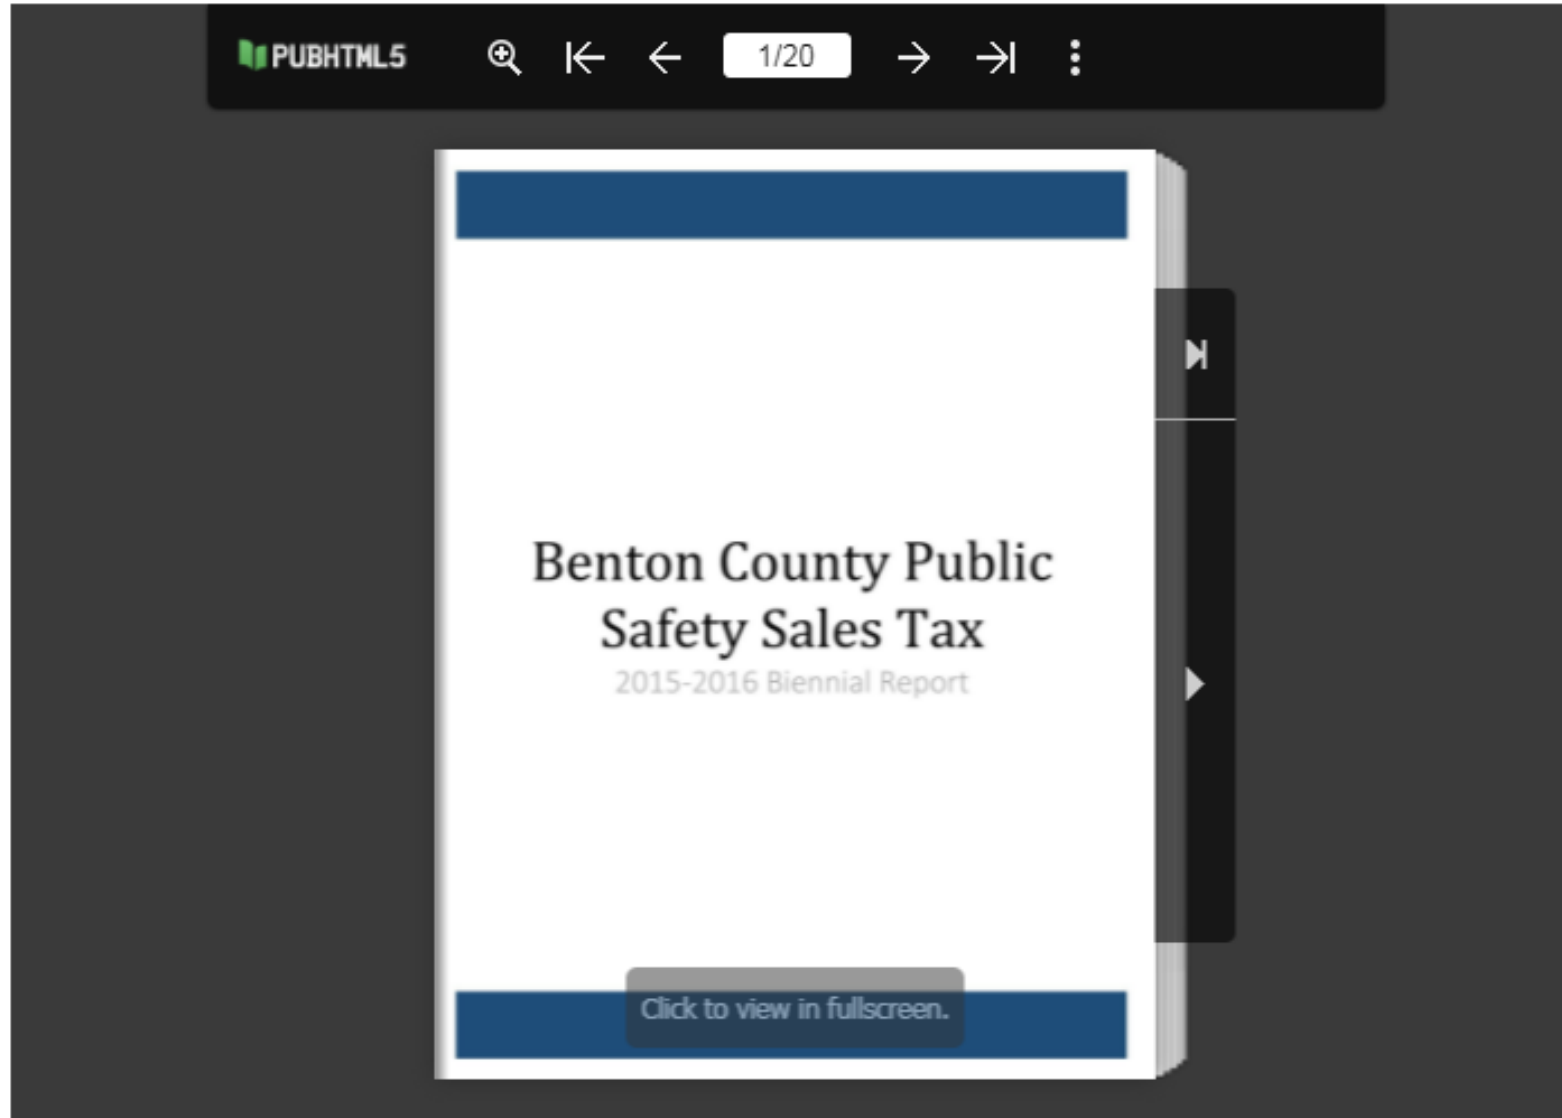 PUBHTML5
1/20
Benton County Public
Safety Sales Tax
2015-2016 Biennial Report
Click to view in fullscreen.